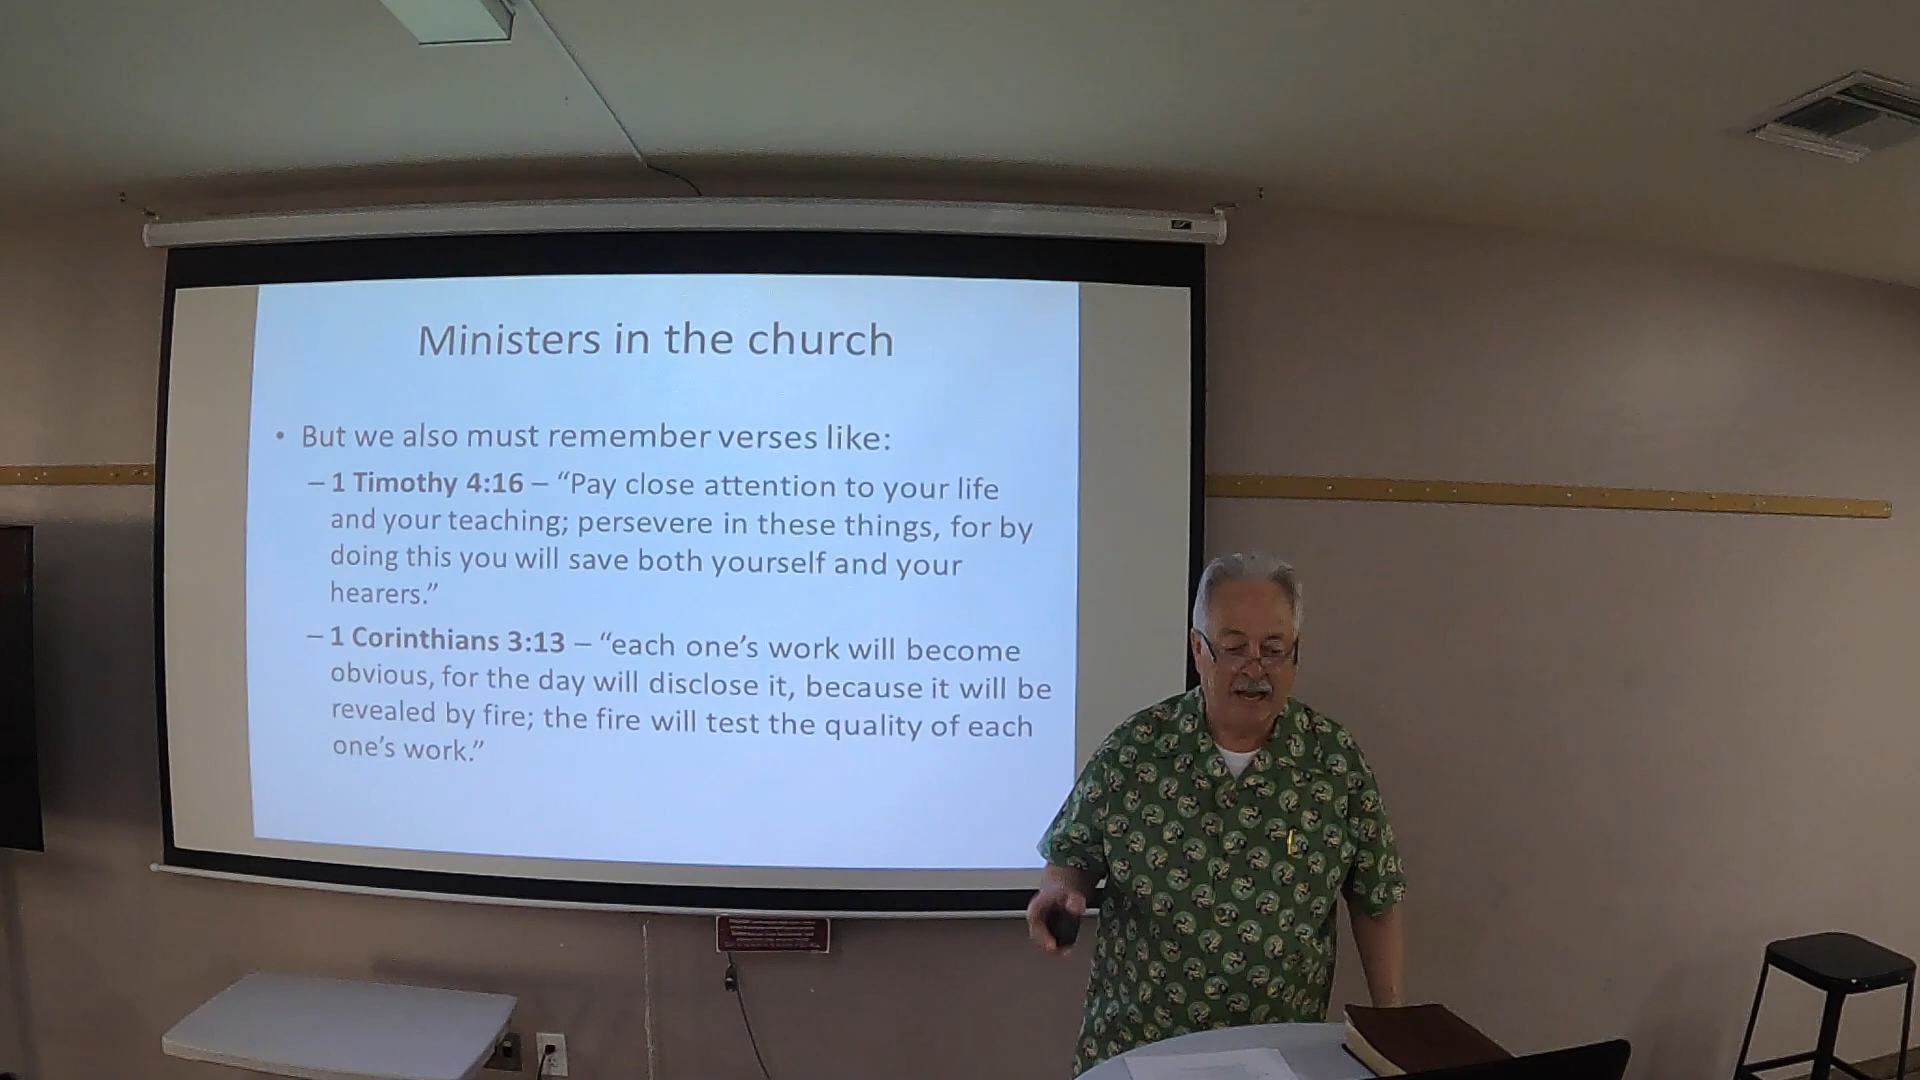 Ministers in the church
• But we also must remember verses like:
– 1 Timothy 4:16 – “Pay close attention to your life
and your teaching; persevere in these things, for by
doing this you will save both yourself and your
hearers.”
– 1 Corinthians 3:13 – “each one’s work will become
obvious, for the day will disclose it, because it will be
revealed by fire; the fire will test the quality of each
one’s work.”